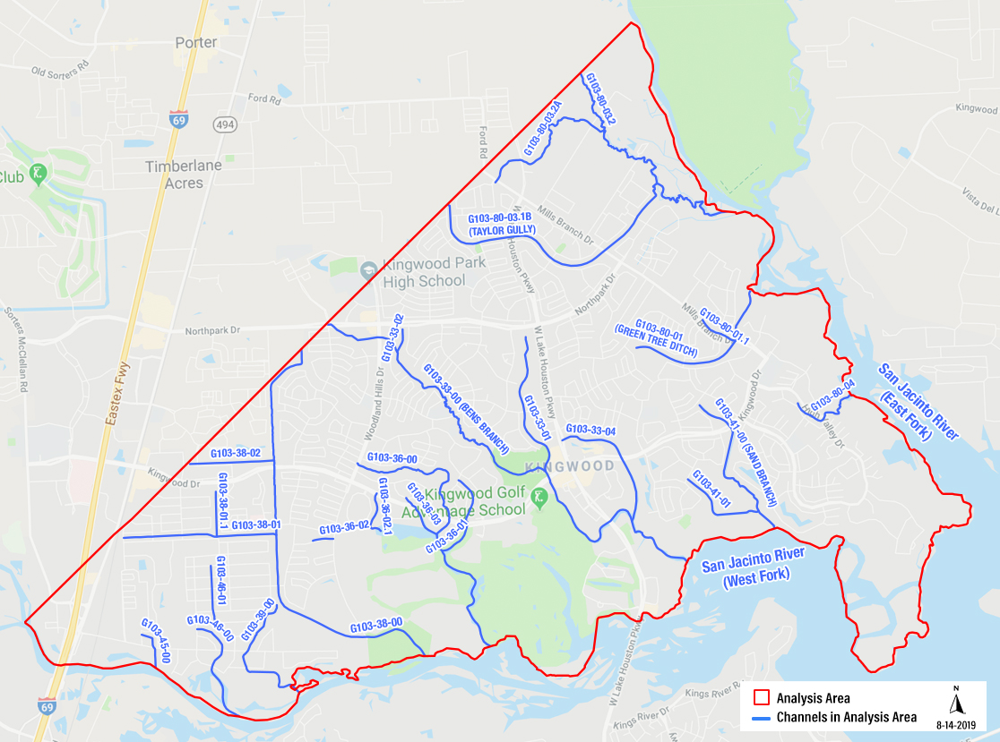 Porter
Old Sorters Rd
Ford Rd
69
494
Ford Rd
Kingwood
Timberlane
Acres
Club
Vista Del L
G103-80-03.2
G103-80-03.2A
G103-80-03.1B
(TAYLOR GULLY)
Mills Branch Dr
W Lake Houston Pkwy
Kingwood Park
High School
Northpark Dr
Northpark Dr
Sorters McClellan Rd
Eastex Fwy
G103-33-02
Woodland Hills Dr
G103-33-00 (BENS BRANCH)
W Lake Houston Pkwy
G103-33-01
G103-33-04
G103-80-01
(GREEN TREE DITCH)
Mills Branch Dr
G103-80-01.1
Kingwood Dr
G103-80-04
San Jacinto River
(East Fork)
G103-41-00 (SAND BRANCH)
G103-41-01
KINGWOOD
Kingwood Golf
Advantage School
G103-38-02
Kingwood Dr
G103-38-01.1
G103-38-01
G103-36-00
G103-36-02.1
G103-36-02
G103-36-03
G103-36-01
San Jacinto River
(West Fork)
G103-46-01
G103-46-00
G103-45-00
G103-39-00
G103-38-00
W Lake Houston Pkwy
Kings River R
Kings River Dr
69
Analysis Area
Channels in Analysis Area
N
8-14-2019